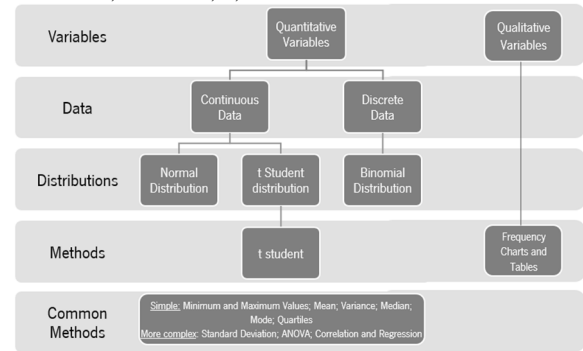 Variables
Quantitative
Variables
Qualitative
Variables
Data
Continuous
Data
Discrete
Data
Distributions
Normal
Distribution
t Student
distribution
Binomial
Distribution
Methods
t student
Frequency
Charts and
Tables
Common
Methods
Simple: Minimum and Maximum Values; Mean; Variance; Median;
Mode; Quartiles
More complex: Standard Deviation; ANOVA; Correlation and Regression